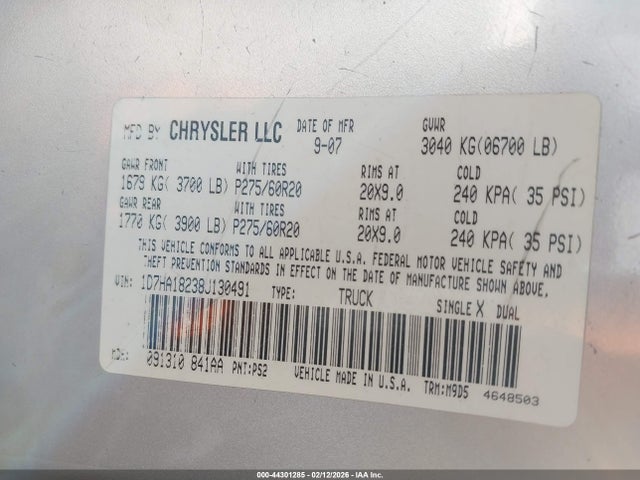 MFD BY CHRYSLER LLC DATE OF MFR GVWR
9-07 3040 KG(06700 LB)
GAWR FRONT WITH TIRES RIMS AT COLD
1679 KG( 3700 LB) P275/60R20 20X9.0 240 KPA( 35 PSI)
GAWR REAR WITH TIRES RIMS AT COLD
1770 KG( 3900 LB) P275/60R20 20X9.0 240 KPA( 35 PSI)
THIS VEHICLE CONFORMS TO ALL APPLICABLE U.S.A. FEDERAL MOTOR VEHICLE SAFETY AND
THEFT PREVENTION STANDARDS IN EFFECT ON THE DATE OF MANUFACTURE SHOWN ABOVE.
VIN: 1D7HA18238J130491 TYPE: TRUCK SINGLE X DUAL
MDH: 091310 841AA PNT:PS2 VEHICLE MADE IN U.S.A. TRM:M9D5 4648503
000-44301285 - 02/12/2026 - IAA Inc.